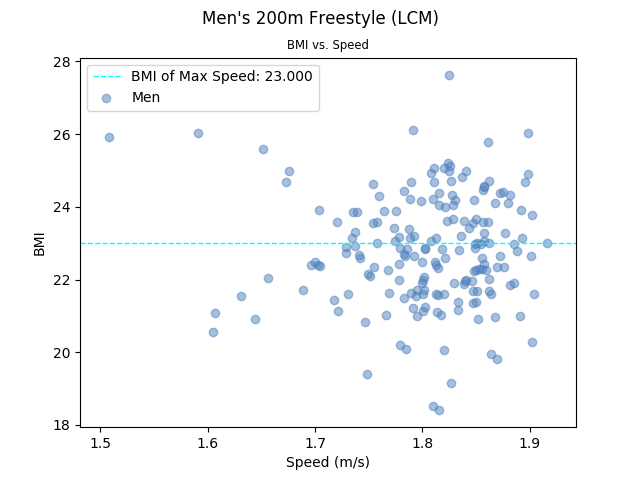 Men's 200m Freestyle (LCM)
BMI vs. Speed
BMI of Max Speed: 23.000
Men
28
26
24
22
20
18
BMI
1.5
1.6
1.7
1.8
1.9
Speed (m/s)